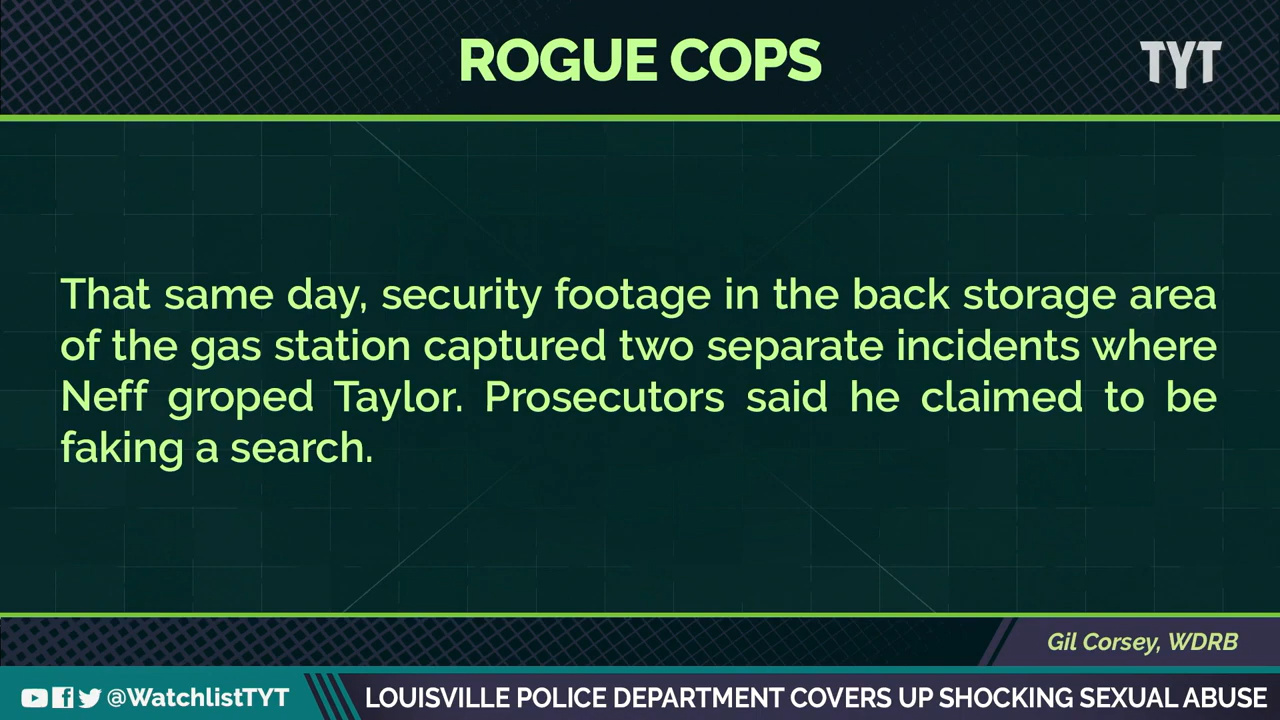 ROGUE COPS
TYT
That same day, security footage in the back storage area
of the gas station captured two separate incidents where
Neff groped Taylor. Prosecutors said he claimed to be
faking a search.
Gil Corsey, WDRB
@WatchlistTYT
LOUISVILLE POLICE DEPARTMENT COVERS UP SHOCKING SEXUAL ABUSE